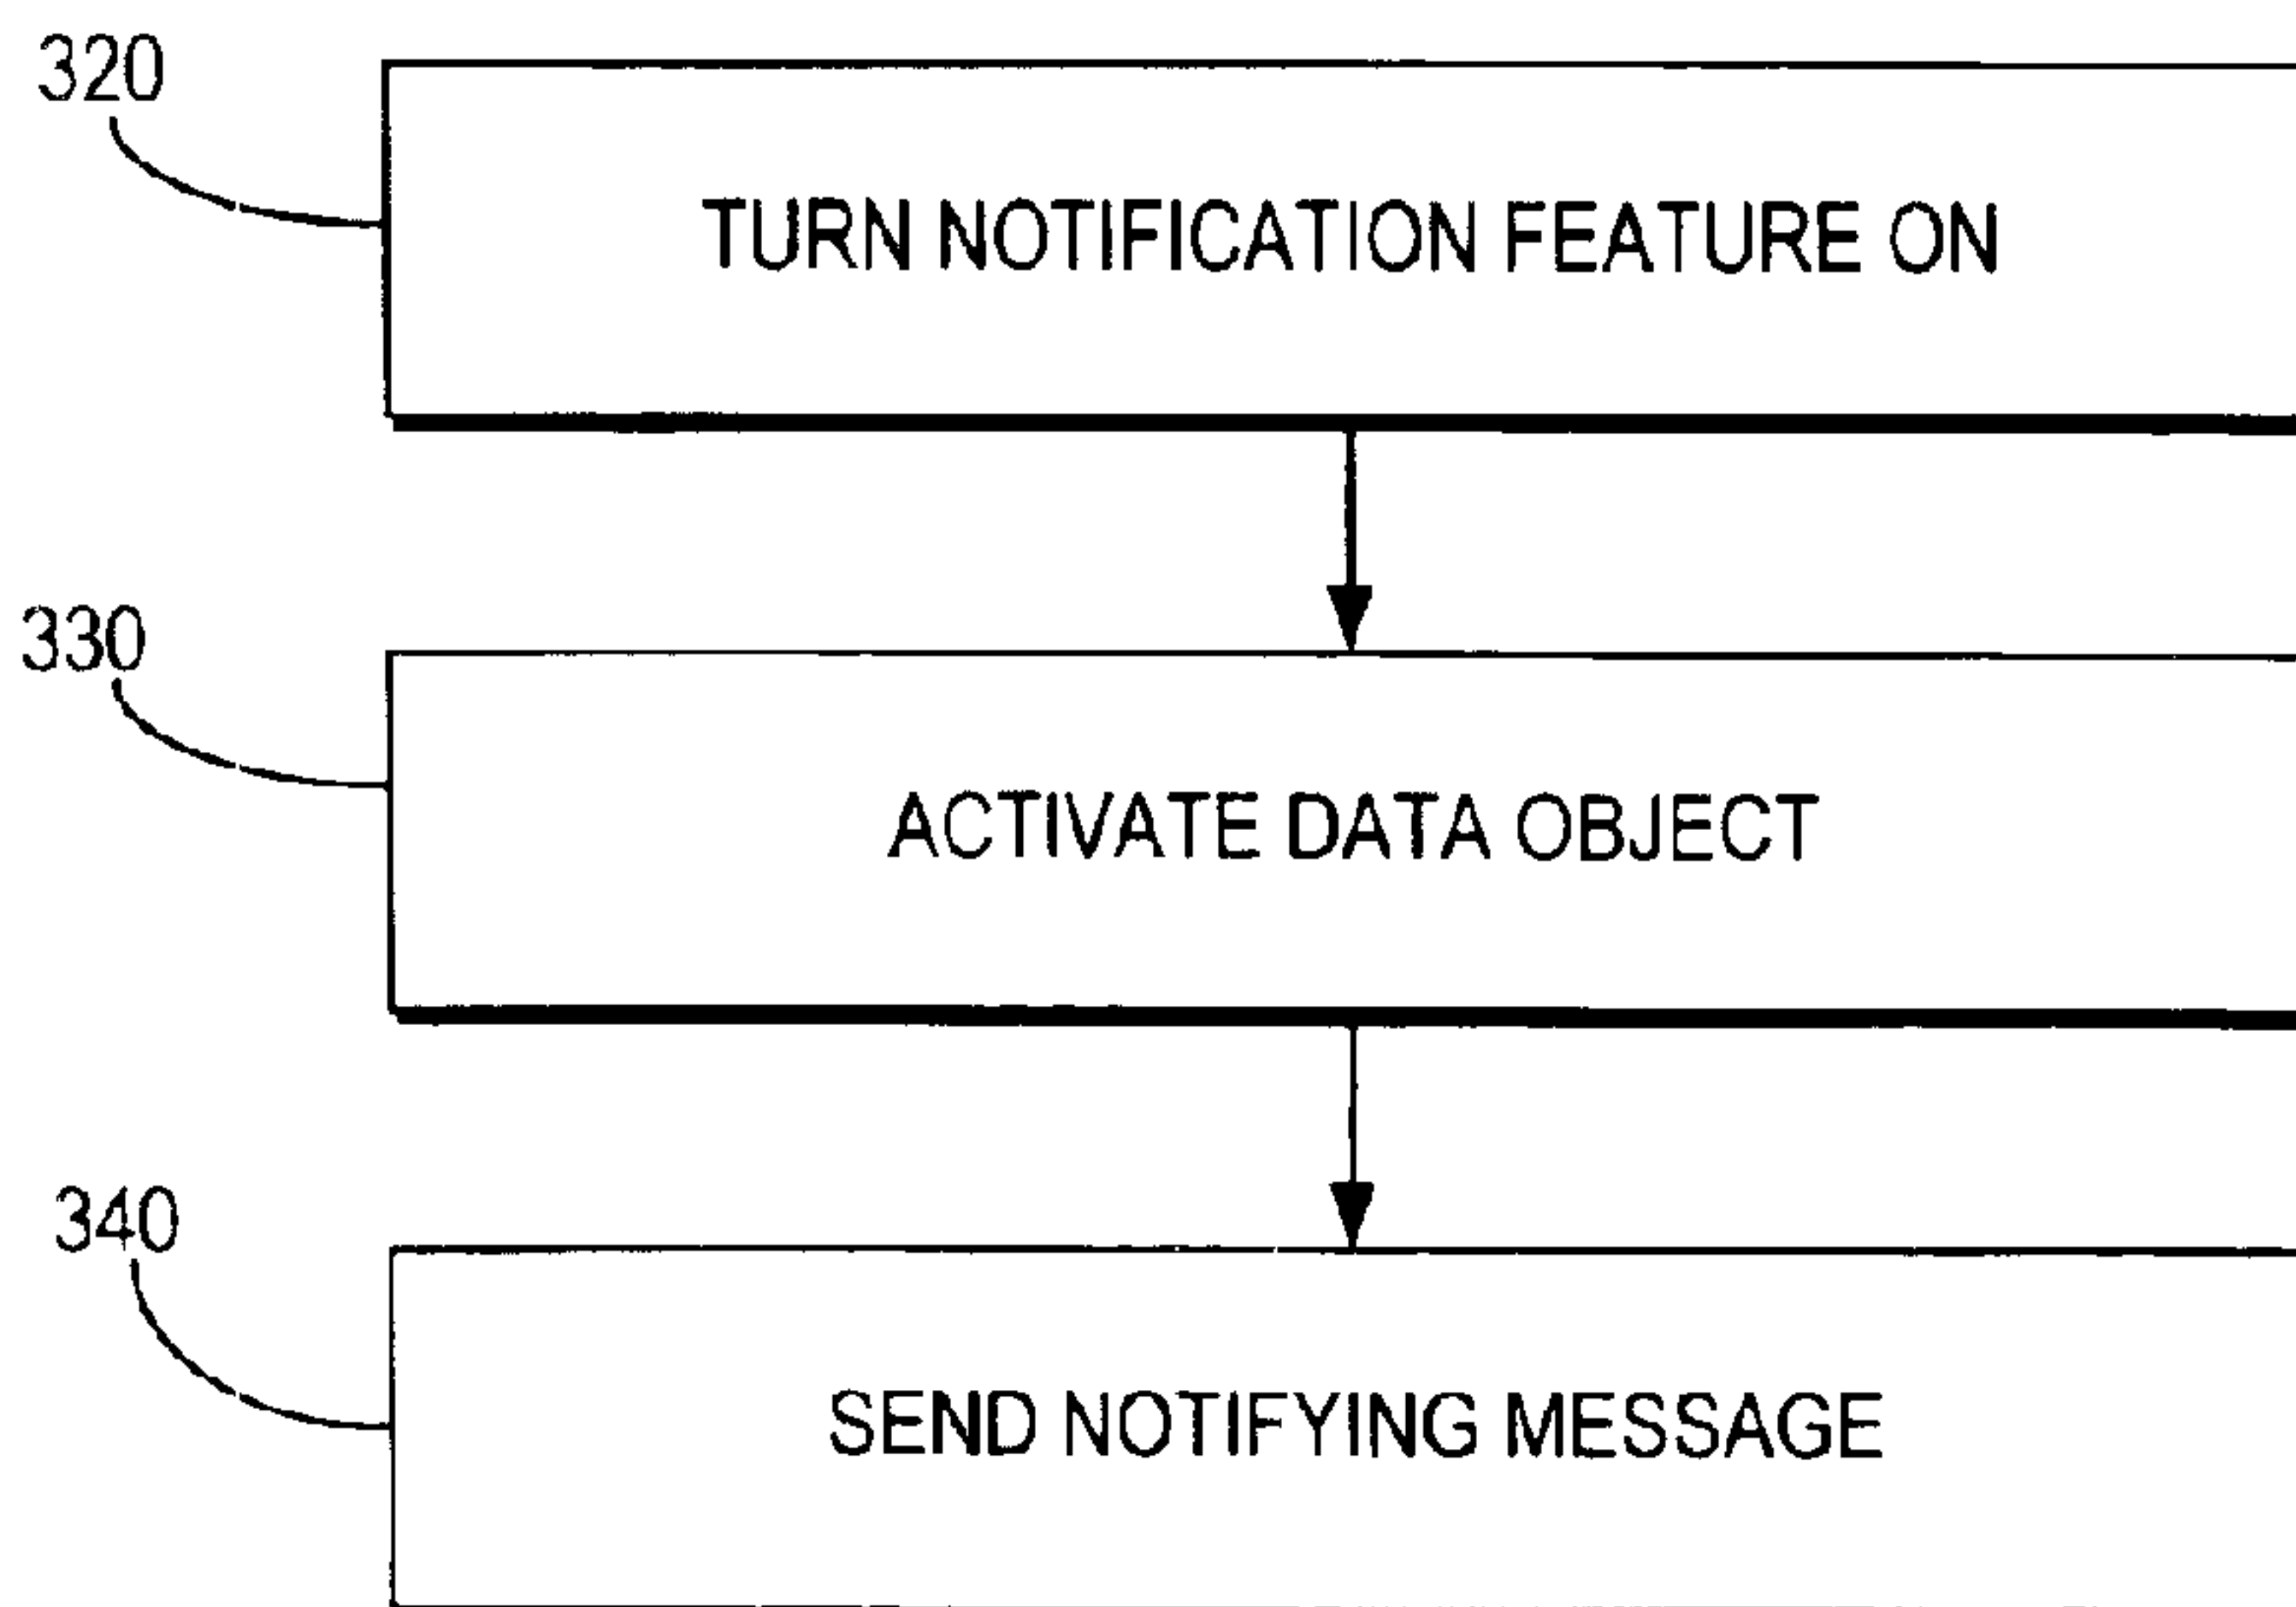 320
TURN NOTIFICATION FEATURE ON
330
ACTIVATE DATA OBJECT
340
SEND NOTIFYING MESSAGE